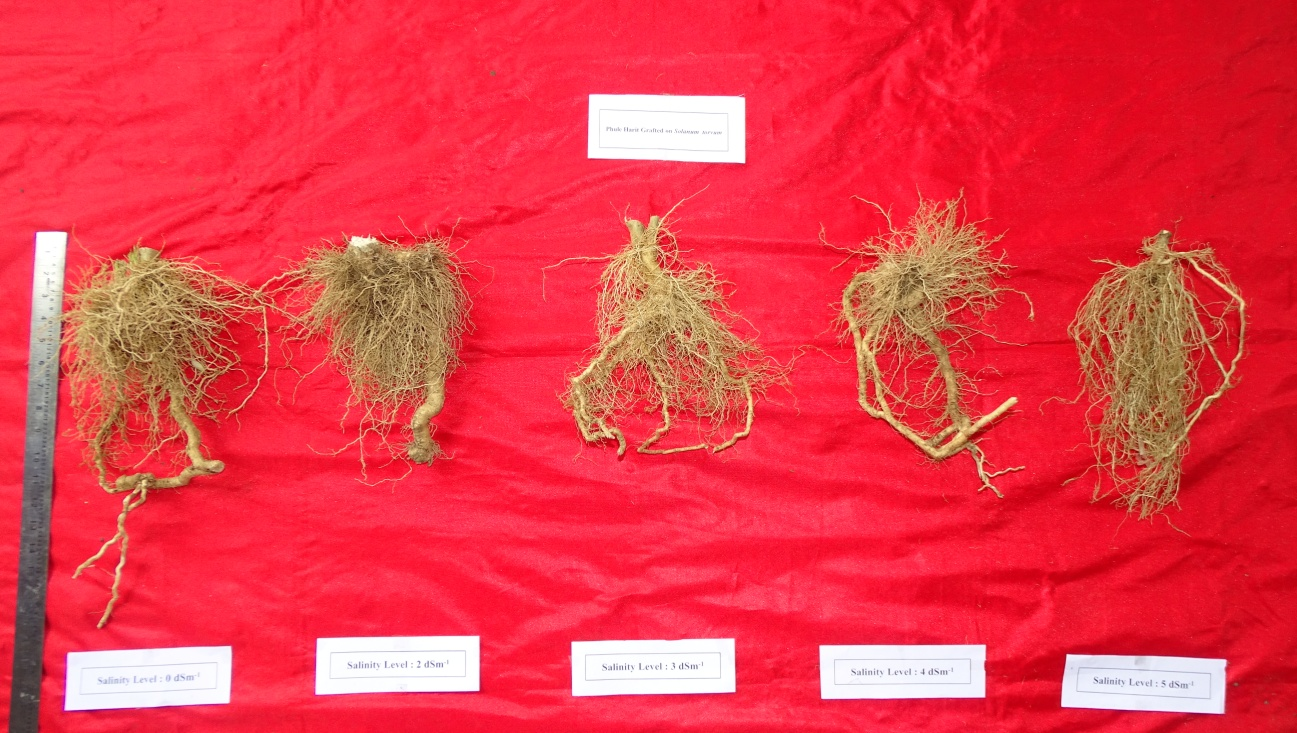 Phule Harit Grafted on Solanum torvum
Salinity Level : 0 dSm-1
Salinity Level : 2 dSm-1
Salinity Level : 3 dSm-1
Salinity Level : 4 dSm-1
Salinity Level : 5 dSm-1